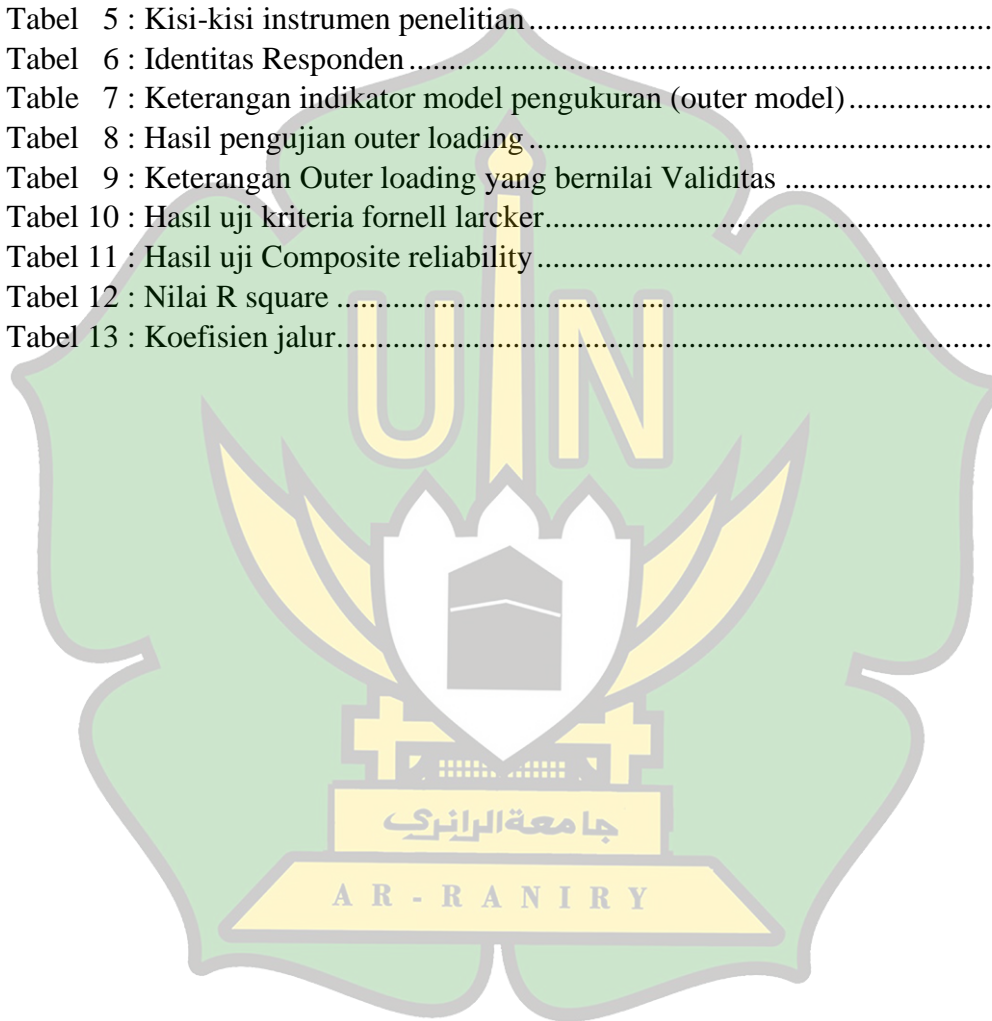 Tabel 5 : Kisi-kisi instrumen penelitian......................................................................
Tabel 6 : Identitas Responden......................................................................
Table 7 : Keterangan indikator model pengukuran (outer model)..................
Tabel 8 : Hasil pengujian outer loading..........................................................
Tabel 9 : Keterangan Outer loading yang bernilai Validitas ..........................
Tabel 10 : Hasil uji kriteria fornell larcker........................................................
Tabel 11 : Hasil uji Composite reliability.........................................................
Tabel 12 : Nilai R square .................................................................................
Tabel 13 : Koefisien jalur..................................................................................
UIN
جامعةالرانري
AR-RANIRY